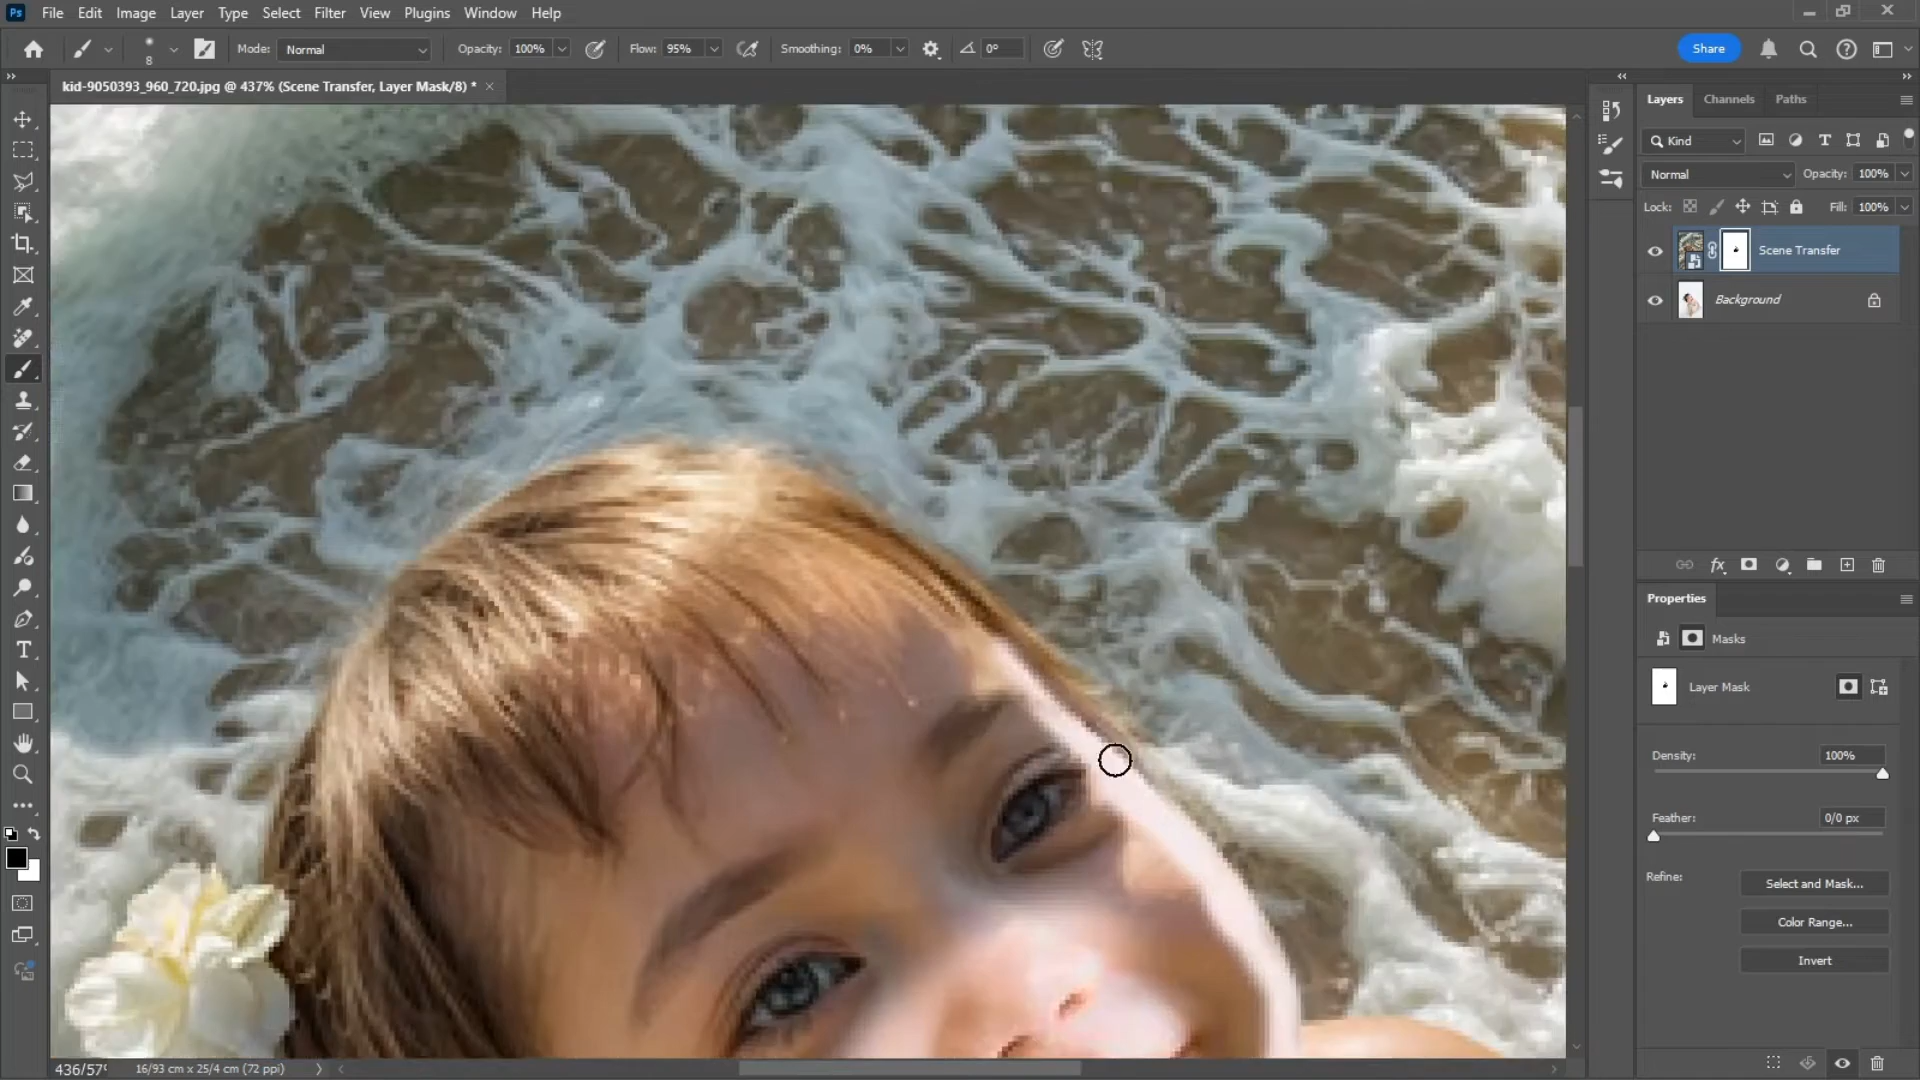 Ps File Edit Image Layer Type Select Filter View Plugins Window Help
8 Mode: Normal Opacity: 100% Flow: 95% Smoothing: 0% 0° Share
kid-9050393_960_720.jpg @ 437% (Scene Transfer, Layer Mask/8) * ×
Layers Channels Paths
Kind
Normal Opacity: 100%
Lock: Fill: 100%
Scene Transfer
Background
fx
Properties
Masks
Layer Mask
Density: 100%
Feather: 0/0 px
Refine: Select and Mask...
Color Range...
Invert
16/93 cm x 25/4 cm (72 ppi)